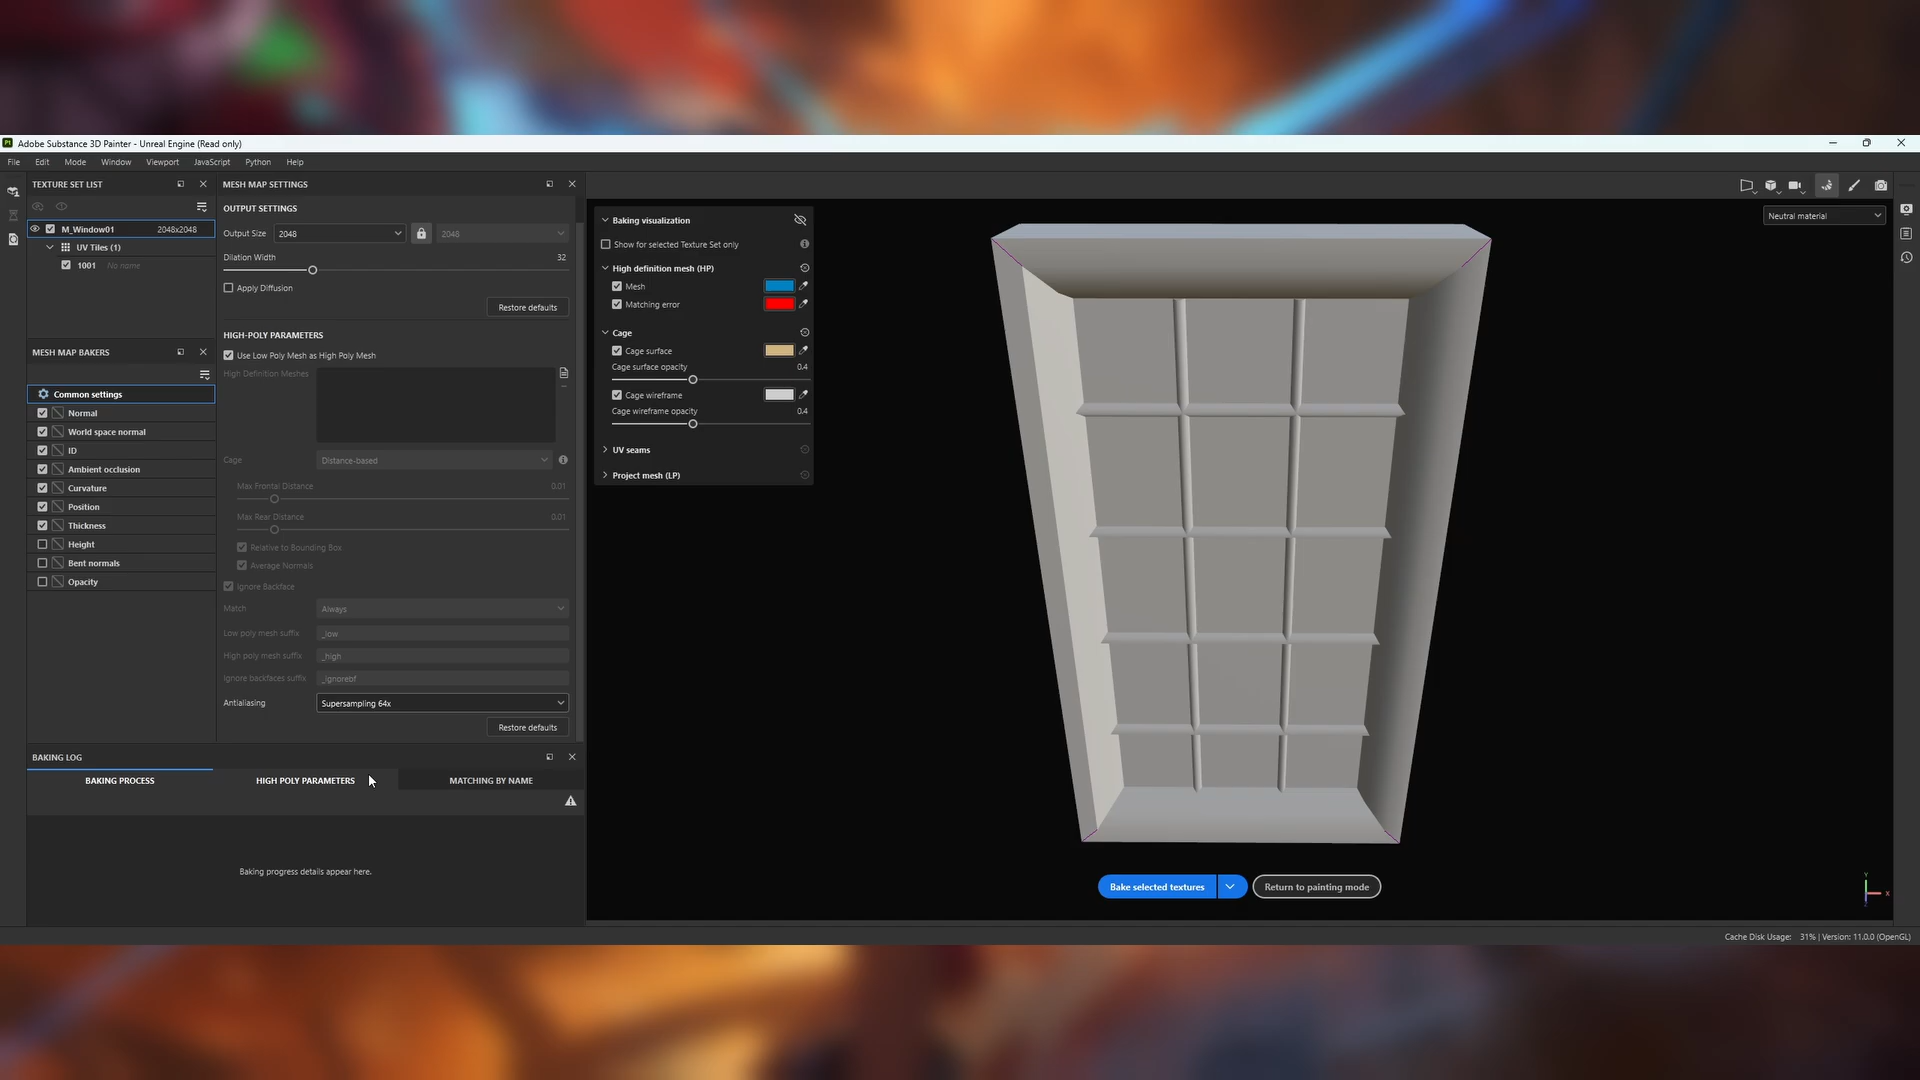 Adobe Substance 3D Painter - Unreal Engine (Read only)
File Edit Mode Window Viewport JavaScript Python Help
TEXTURE SET LIST
M_Window01 2048x2048
UV Tiles (1)
1001 No name
MESH MAP BAKERS
Common settings
Normal
World space normal
ID
Ambient occlusion
Curvature
Position
Thickness
Height
Bent normals
Opacity
MESH MAP SETTINGS
OUTPUT SETTINGS
Output Size 2048 2048
Dilation Width 32
Apply Diffusion
Restore defaults
HIGH-POLY PARAMETERS
Use Low Poly Mesh as High Poly Mesh
High Definition Meshes
Cage Distance-based
Max Frontal Distance 0.01
Max Rear Distance 0.01
Relative to Bounding Box
Average Normals
Ignore Backface
Match Always
Low poly mesh suffix _low
High poly mesh suffix _high
Ignore backfaces suffix _ignorebf
Antialiasing Supersampling 64x
Restore defaults
BAKING LOG
BAKING PROCESS HIGH POLY PARAMETERS MATCHING BY NAME
Baking progress details appear here.
Baking visualization
Show for selected Texture Set only
High definition mesh (HP)
Mesh
Matching error
Cage
Cage surface
Cage surface opacity 0.4
Cage wireframe
Cage wireframe opacity 0.4
UV seams
Project mesh (LP)
Neutral material
Bake selected textures
Return to painting mode
Y
X
Cache Disk Usage: 31% | Version: 11.0.0 (OpenGL)